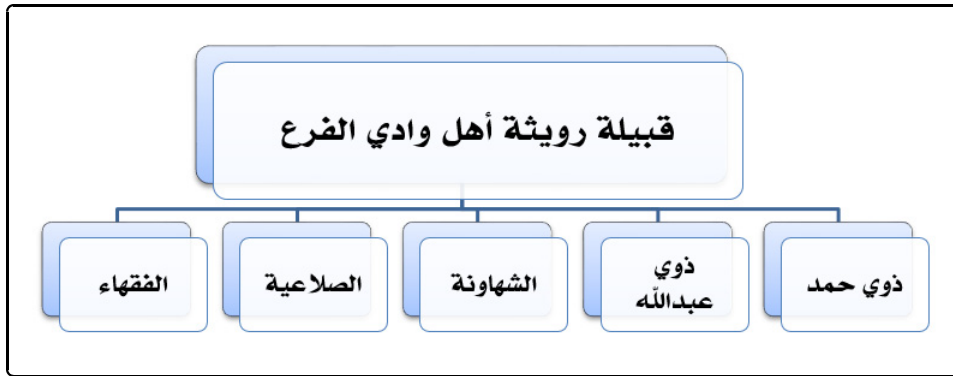 قبيلة رويثة أهل وادي الفرع
ذوي حمد
ذوي
عبدالله
الشهاونة
الصلاعية
الفقهاء